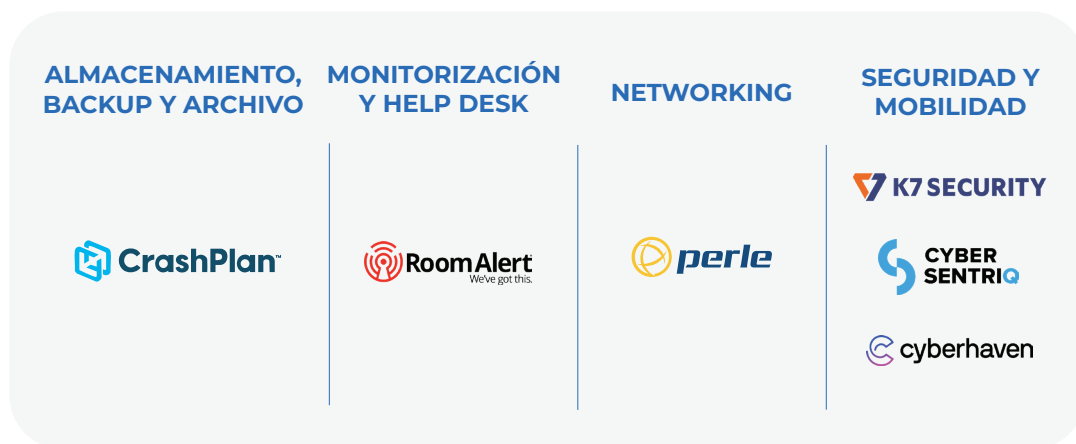 ALMACENAMIENTO,
BACKUP Y ARCHIVO
MONITORIZACIÓN
Y HELP DESK
NETWORKING
SEGURIDAD Y
MOBILIDAD
CrashPlan™
RoomAlert
We've got this.
perle
K7 SECURITY
CYBER
SENTRIQ
cyberhaven